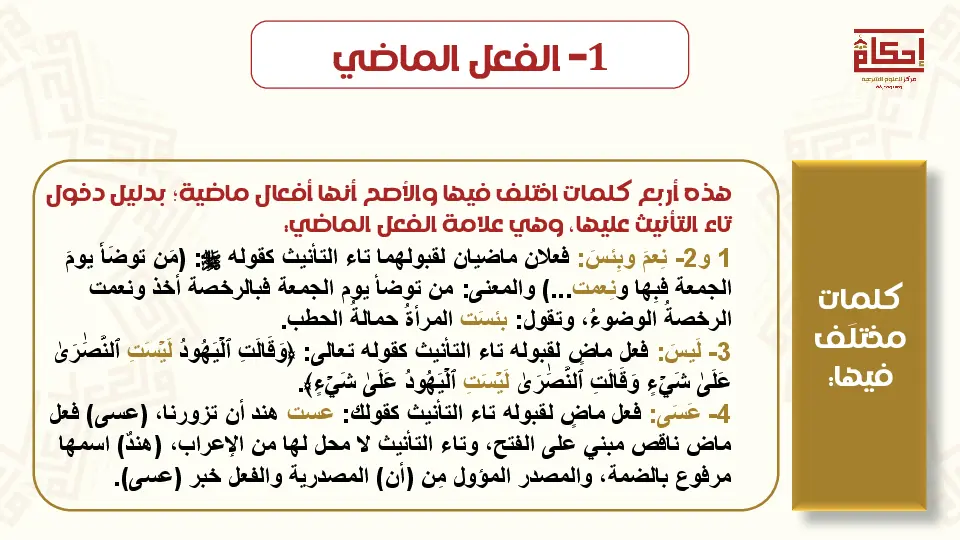 1- الفعل الماضي
إحكام
مركز للعلوم الشرعية
هذه أربع كلمات اختلف فيها والأصح أنها أفعال ماضية؛ بدليل دخول
تاء التأنيث عليها، وهي علامة الفعل الماضي:
1 و2- نِعمَ وبِئسَ: فعلان ماضيان لقبولهما تاء التأنيث كقوله ﷺ: (مَن توضَأَ يومَ
الجمعة فبِها ونِعمت...) والمعنى: من توضأ يوم الجمعة فبالرخصة أخذ ونعمت
الرخصةُ الوضوءُ، وتقول: بئسَت المرأةُ حمالةُ الحطب.
3- لَيسَ: فعل ماضٍ لقبوله تاء التأنيث كقوله تعالى: ﴿وَقَالَتِ ٱلۡيَهُودُ لَيۡسَتِ ٱلنَّصَٰرَىٰ
عَلَىٰ شَيۡءٖ وَقَالَتِ ٱلنَّصَٰرَىٰ لَيۡسَتِ ٱلۡيَهُودُ عَلَىٰ شَيۡءٖ﴾.
4- عَسَى: فعل ماضٍ لقبوله تاء التأنيث كقولك: عست هند أن تزورنا، (عسى) فعل
ماض ناقص مبني على الفتح، وتاء التأنيث لا محل لها من الإعراب، (هندٌ) اسمها
مرفوع بالضمة، والمصدر المؤول مِن (أن) المصدرية والفعل خبر (عسى).
كلمات
مختلَف
فيها: